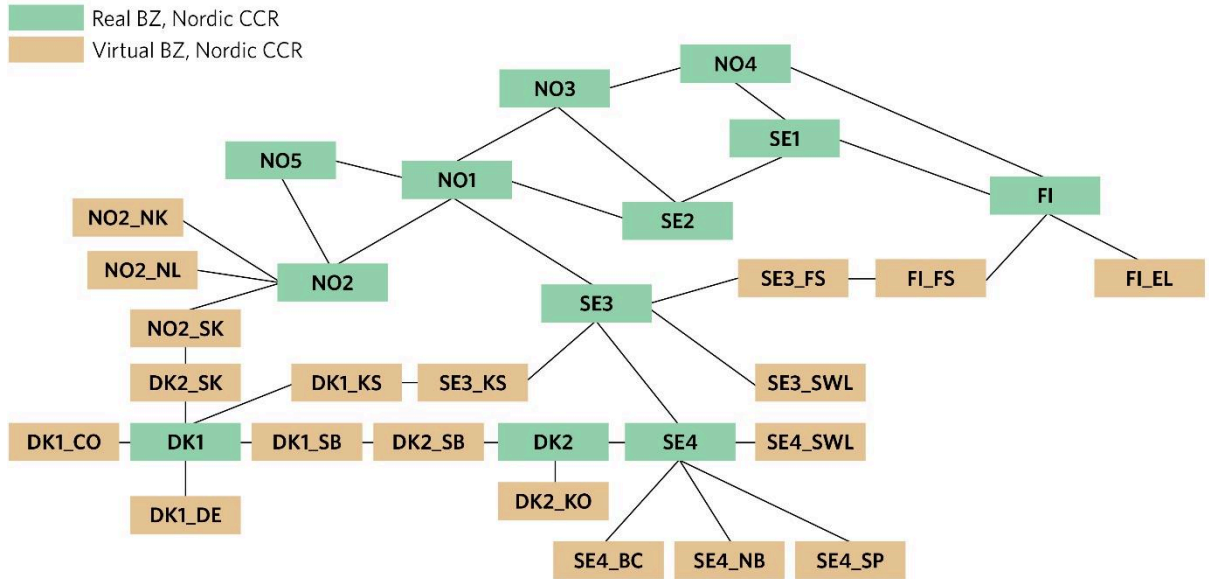 Real BZ, Nordic CCR
Virtual BZ, Nordic CCR
NO4
NO3
SE1
NO5
NO1
FI
NO2_NK
SE2
NO2_NL
NO2
SE3_FS
FI_FS
FI_EL
SE3
NO2_SK
DK2_SK
DK1_KS
SE3_KS
SE3_SWL
DK1_CO
DK1
DK1_SB
DK2_SB
DK2
SE4
SE4_SWL
DK2_KO
DK1_DE
SE4_BC
SE4_NB
SE4_SP